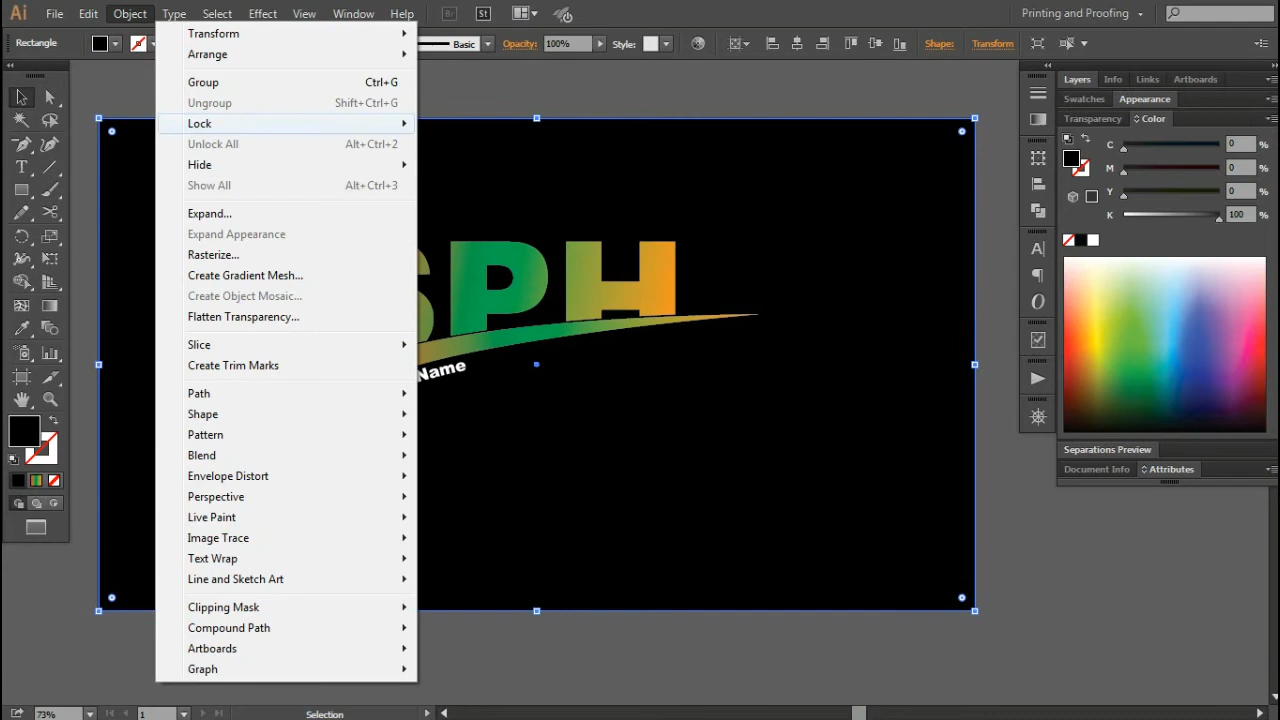 Ai File Edit Object Type Select Effect View Window Help Br St Printing and Proofing
Rectangle Basic Opacity: 100% Style: Shape: Transform
Transform
Arrange
Group Ctrl+G
Ungroup Shift+Ctrl+G
Lock
Unlock All Alt+Ctrl+2
Hide
Show All Alt+Ctrl+3
Expand...
Expand Appearance
Rasterize...
Create Gradient Mesh...
Create Object Mosaic...
Flatten Transparency...
Slice
Create Trim Marks
Path
Shape
Pattern
Blend
Envelope Distort
Perspective
Live Paint
Image Trace
Text Wrap
Line and Sketch Art
Clipping Mask
Compound Path
Artboards
Graph
SPH
Name
Layers Info Links Artboards
Swatches Appearance
Transparency Color
C 0 %
M 0 %
Y 0 %
K 100 %
Separations Preview
Document Info Attributes
73% 1 Selection